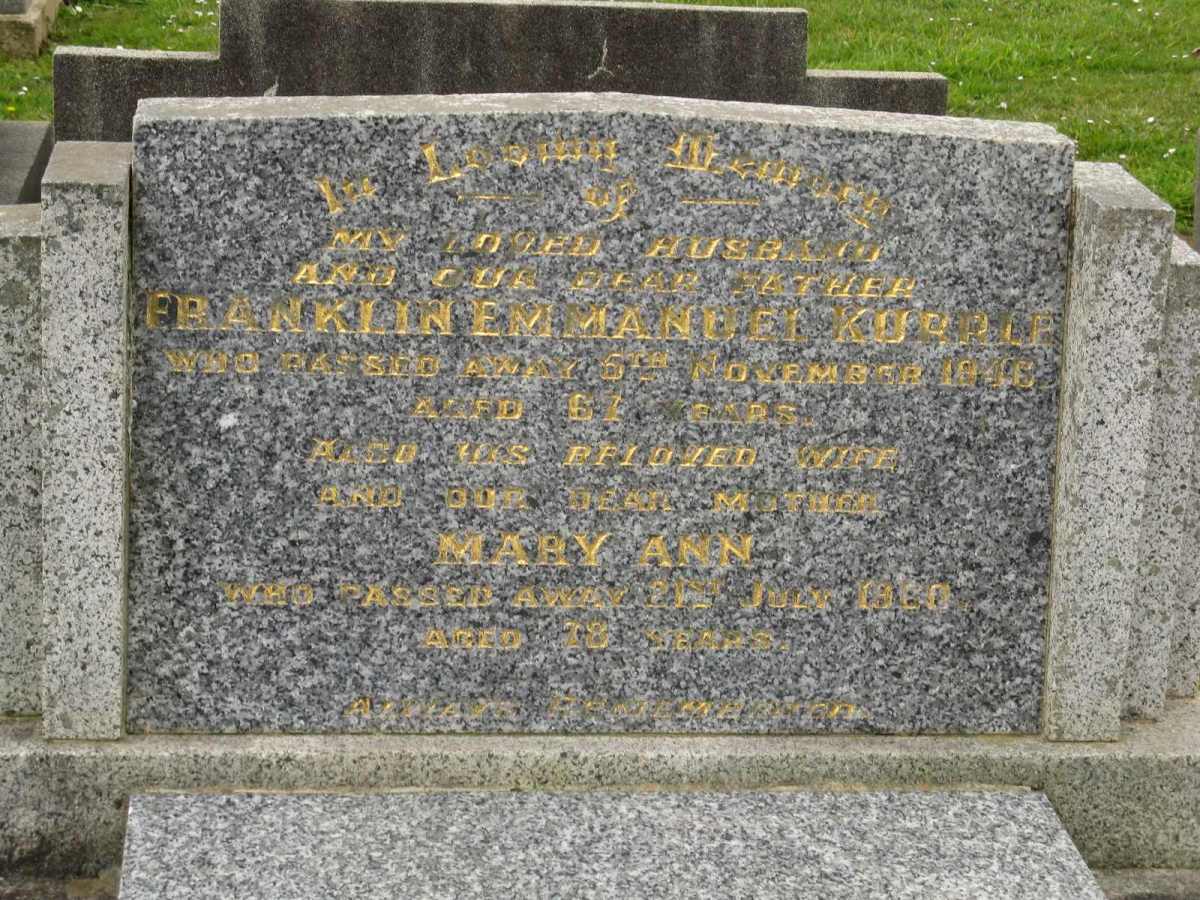 In Loving Memory
of
MY LOVED HUSBAND
AND OUR DEAR FATHER
FRANKLIN EMMANUEL KURRLE
WHO PASSED AWAY 5TH NOVEMBER 1946.
AGED 61 YEARS.
ALSO HIS BELOVED WIFE
AND OUR DEAR MOTHER
MARY ANN
WHO PASSED AWAY 21ST JULY 1960.
AGED 78 YEARS.
ALWAYS REMEMBERED.